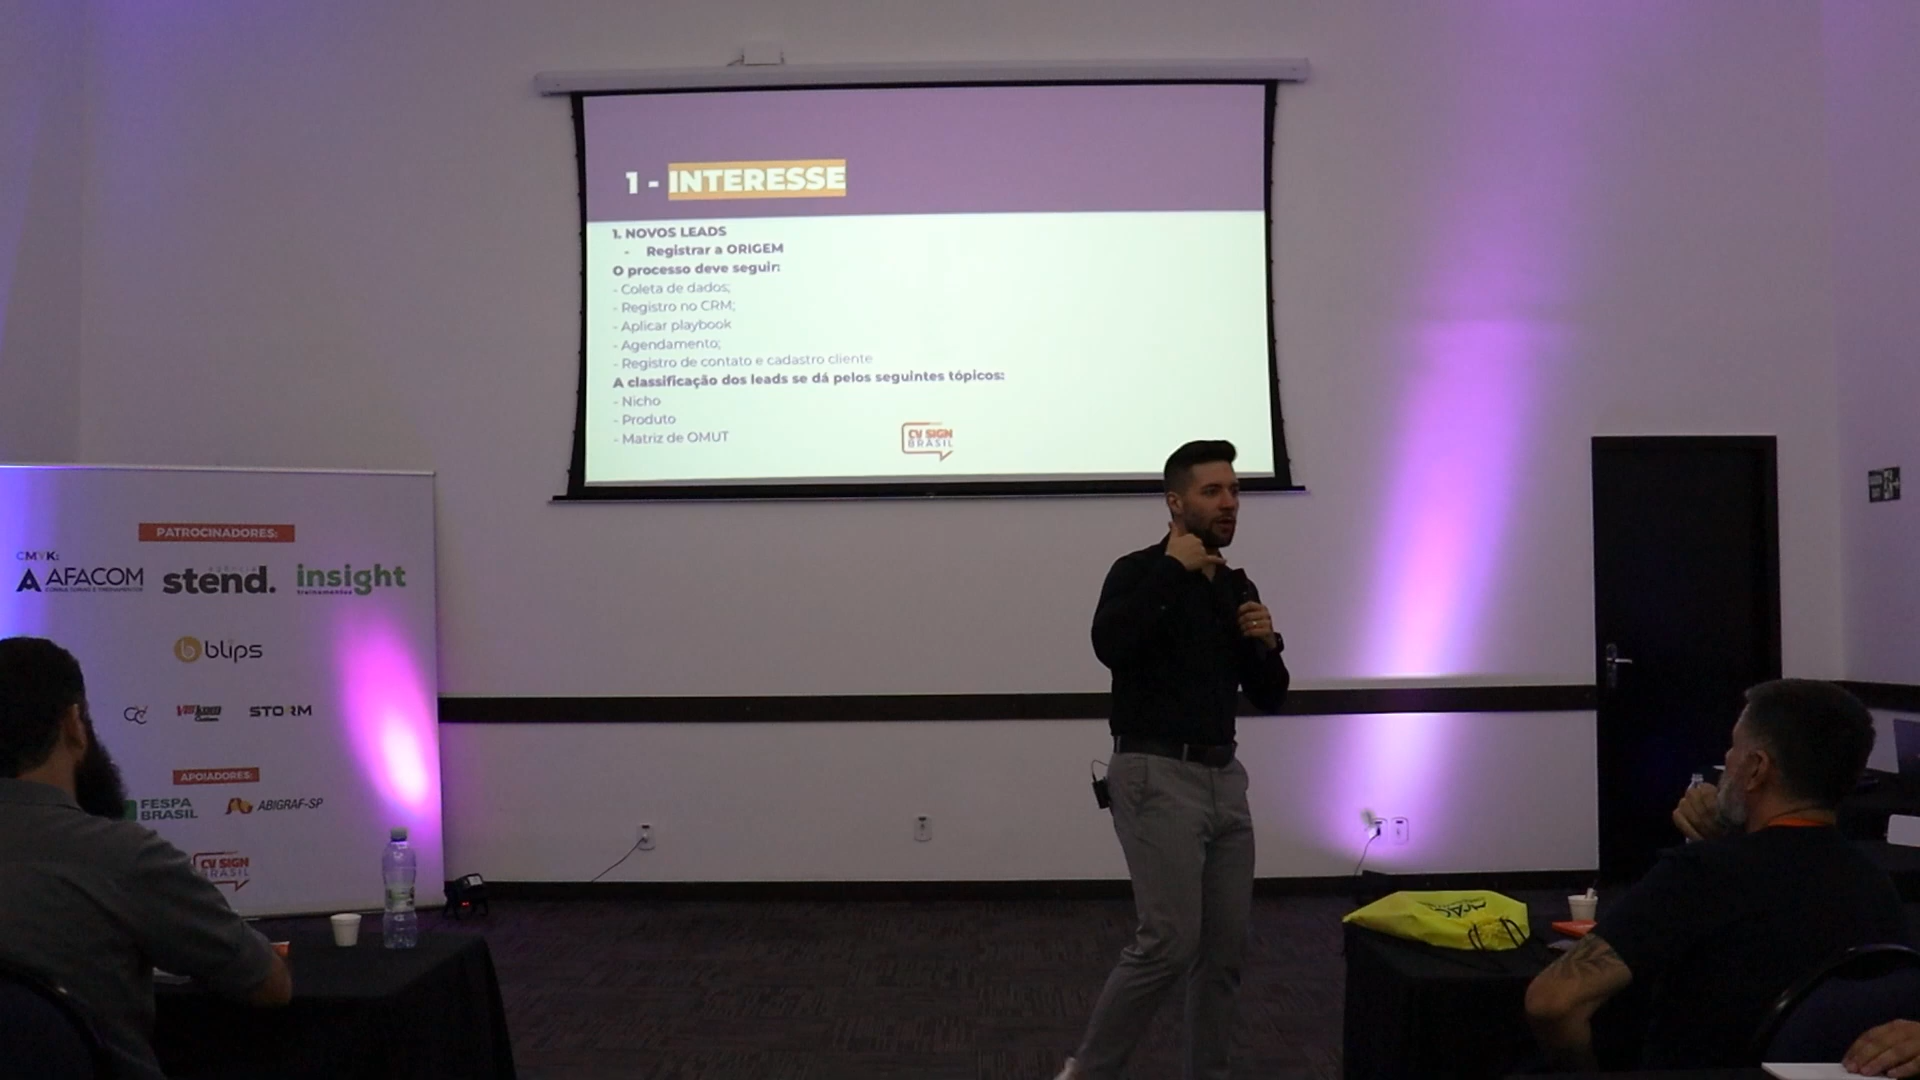 1 - INTERESSE
1. NOVOS LEADS
- Registrar a ORIGEM
O processo deve seguir:
- Coleta de dados;
- Registro no CRM;
- Aplicar playbook
- Agendamento;
- Registro de contato e cadastro cliente
A classificação dos leads se dá pelos seguintes tópicos:
- Nicho
- Produto
- Matriz de OMUT
CV SIGN
BRASIL
PATROCINADORES:
CMYK:
AFACOM
stend.
insight
treinamentos
blips
STORM
APOIADORES:
FESPA
BRASIL
ABIGRAF-SP
CV SIGN
BRASIL